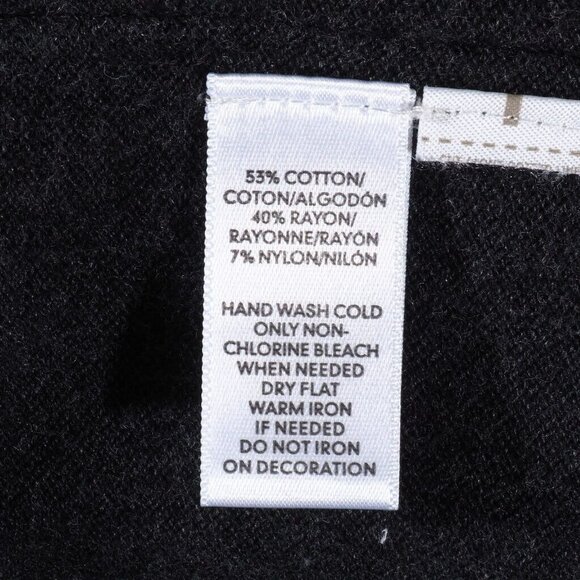 53% COTTON/
COTON/ALGODÓN
40% RAYON/
RAYONNE/RAYÓN
7% NYLON/NILÓN
HAND WASH COLD
ONLY NON-
CHLORINE BLEACH
WHEN NEEDED
DRY FLAT
WARM IRON
IF NEEDED
DO NOT IRON
ON DECORATION